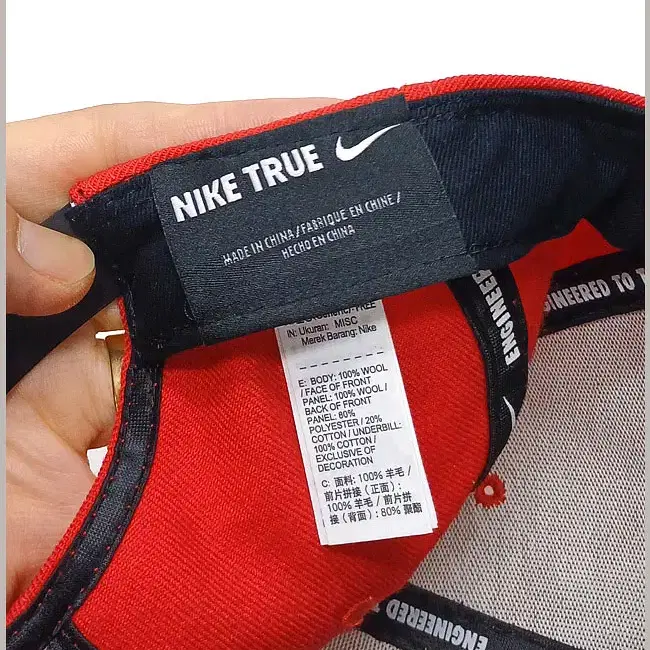 NIKE TRUE
MADE IN CHINA / FABRIQUE EN CHINE /
HECHO EN CHINA
IN: Ukuran: MISC
Merek Barang: Nike
E: BODY: 100% WOOL
/ FACE OF FRONT
PANEL: 100% WOOL /
BACK OF FRONT
PANEL: 80%
POLYESTER / 20%
COTTON / UNDERBILL:
100% COTTON /
EXCLUSIVE OF
DECORATION
C: 面料: 100% 羊毛 /
前片拼接（正面）:
100% 羊毛 / 前片拼
接（背面）: 80% 聚酯
ENGINEERED
GINEERED TO T
ENGINEERED